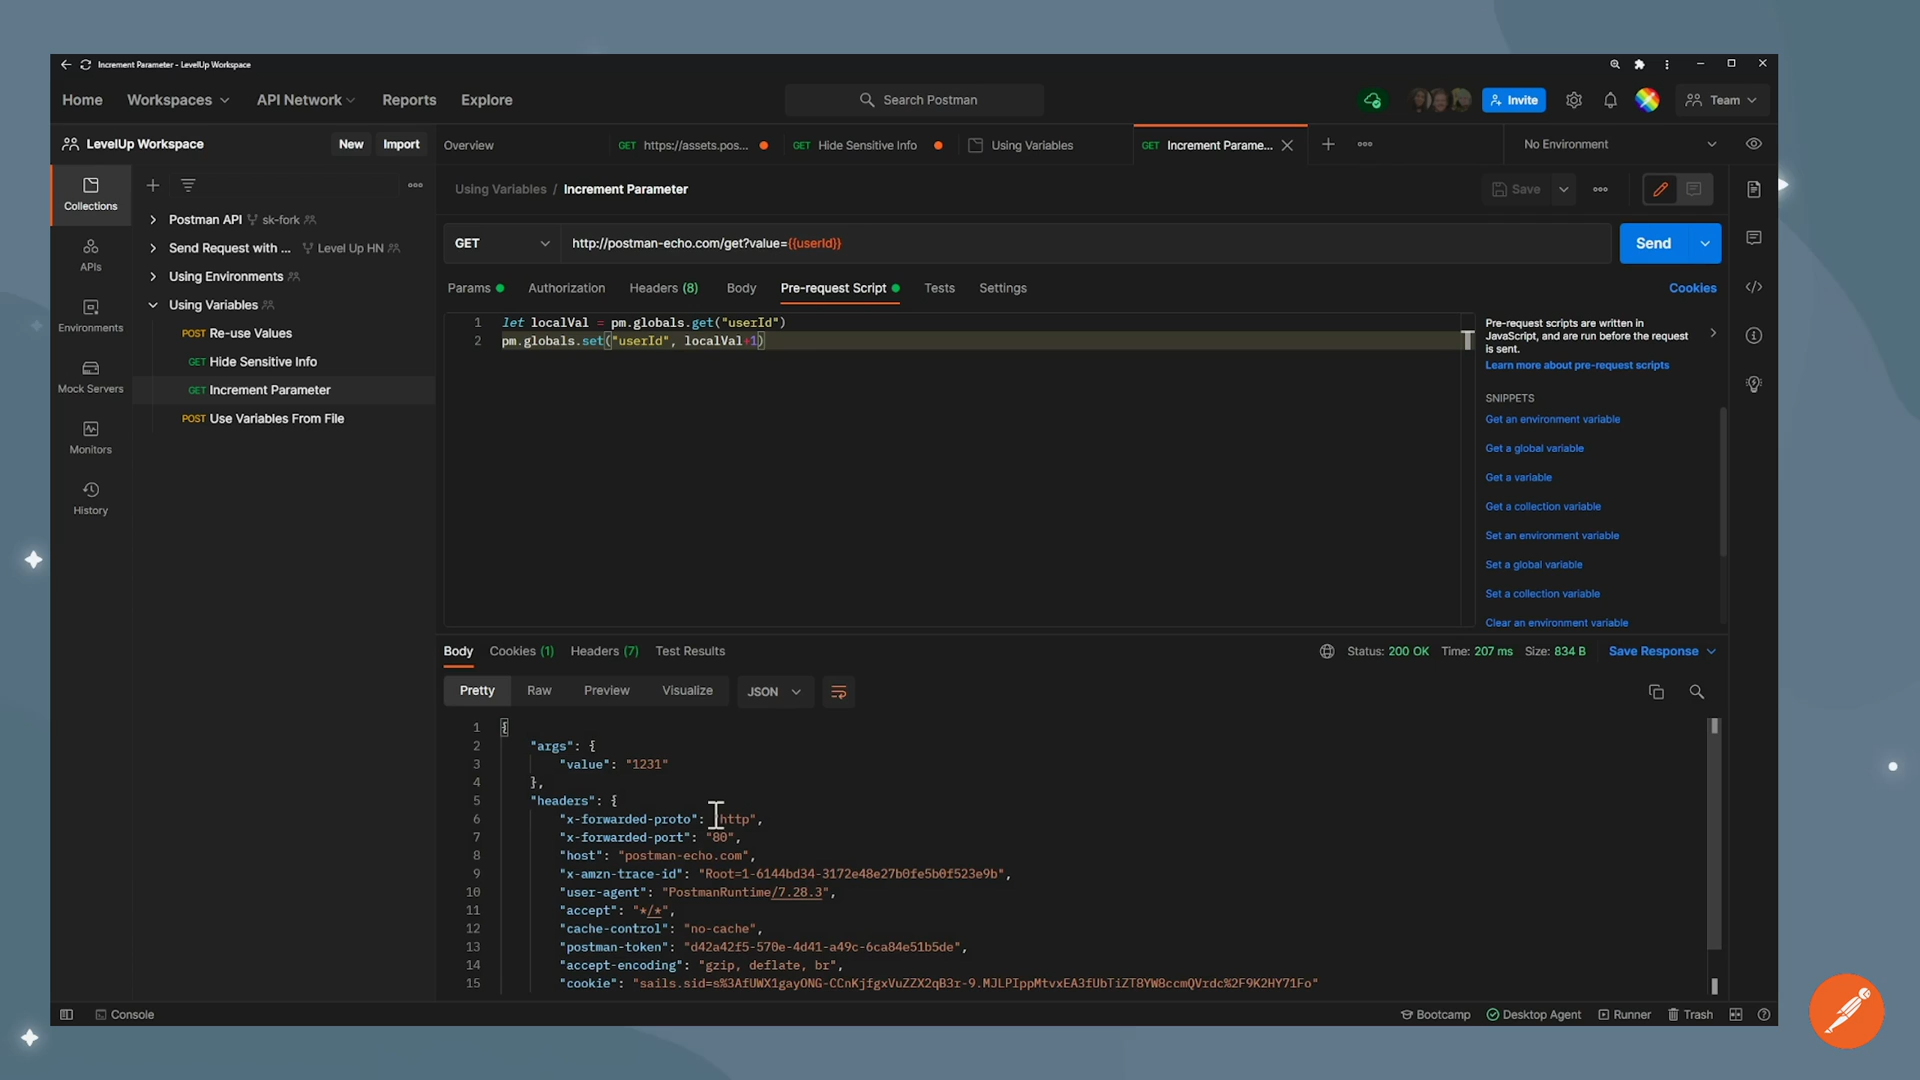 Increment Parameter - LevelUp Workspace
Home Workspaces API Network Reports Explore Search Postman Invite Team
LevelUp Workspace New Import
Overview GET https://assets.pos... GET Hide Sensitive Info Using Variables GET Increment Parame... No Environment
Using Variables / Increment Parameter Save
Collections
APIs
Environments
Mock Servers
Monitors
History
Postman API sk-fork
Send Request with ... Level Up HN
Using Environments
Using Variables
POST Re-use Values
GET Hide Sensitive Info
GET Increment Parameter
POST Use Variables From File
GET http://postman-echo.com/get?value={{userId}} Send
Params Authorization Headers (8) Body Pre-request Script Tests Settings Cookies
1 let localVal = pm.globals.get("userId")
2 pm.globals.set("userId", localVal+1)
Pre-request scripts are written in
JavaScript, and are run before the request
is sent.
Learn more about pre-request scripts
SNIPPETS
Get an environment variable
Get a global variable
Get a variable
Get a collection variable
Set an environment variable
Set a global variable
Set a collection variable
Clear an environment variable
Body Cookies (1) Headers (7) Test Results Status: 200 OK Time: 207 ms Size: 834 B Save Response
Pretty Raw Preview Visualize JSON
1 {
2 "args": {
3 "value": "1231"
4 },
5 "headers": {
6 "x-forwarded-proto": "http",
7 "x-forwarded-port": "80",
8 "host": "postman-echo.com",
9 "x-amzn-trace-id": "Root=1-6144bd34-3172e48e27b0fe5b0f523e9b",
10 "user-agent": "PostmanRuntime/7.28.3",
11 "accept": "*/*",
12 "cache-control": "no-cache",
13 "postman-token": "d42a42f5-570e-4d41-a49c-6ca84e51b5de",
14 "accept-encoding": "gzip, deflate, br",
15 "cookie": "sails.sid=s%3AfUWX1gayONG-CCnKjfgxVuZZX2qB3r-9.MJLPIppMtvxEA3fUbTiZT8YW8ccmQVrdc%2F9K2HY71Fo"
Console Bootcamp Desktop Agent Runner Trash